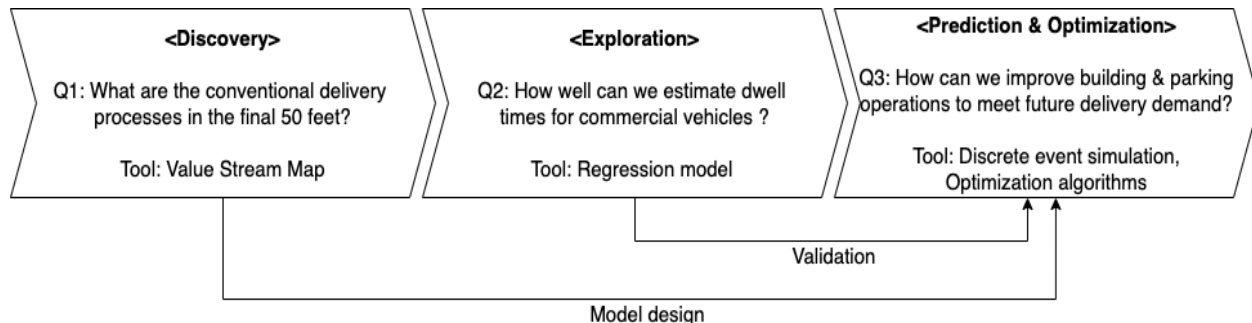 <Discovery>
Q1: What are the conventional delivery
processes in the final 50 feet?
Tool: Value Stream Map
<Exploration>
Q2: How well can we estimate dwell
times for commercial vehicles ?
Tool: Regression model
<Prediction & Optimization>
Q3: How can we improve building & parking
operations to meet future delivery demand?
Tool: Discrete event simulation,
Optimization algorithms
Validation
Model design